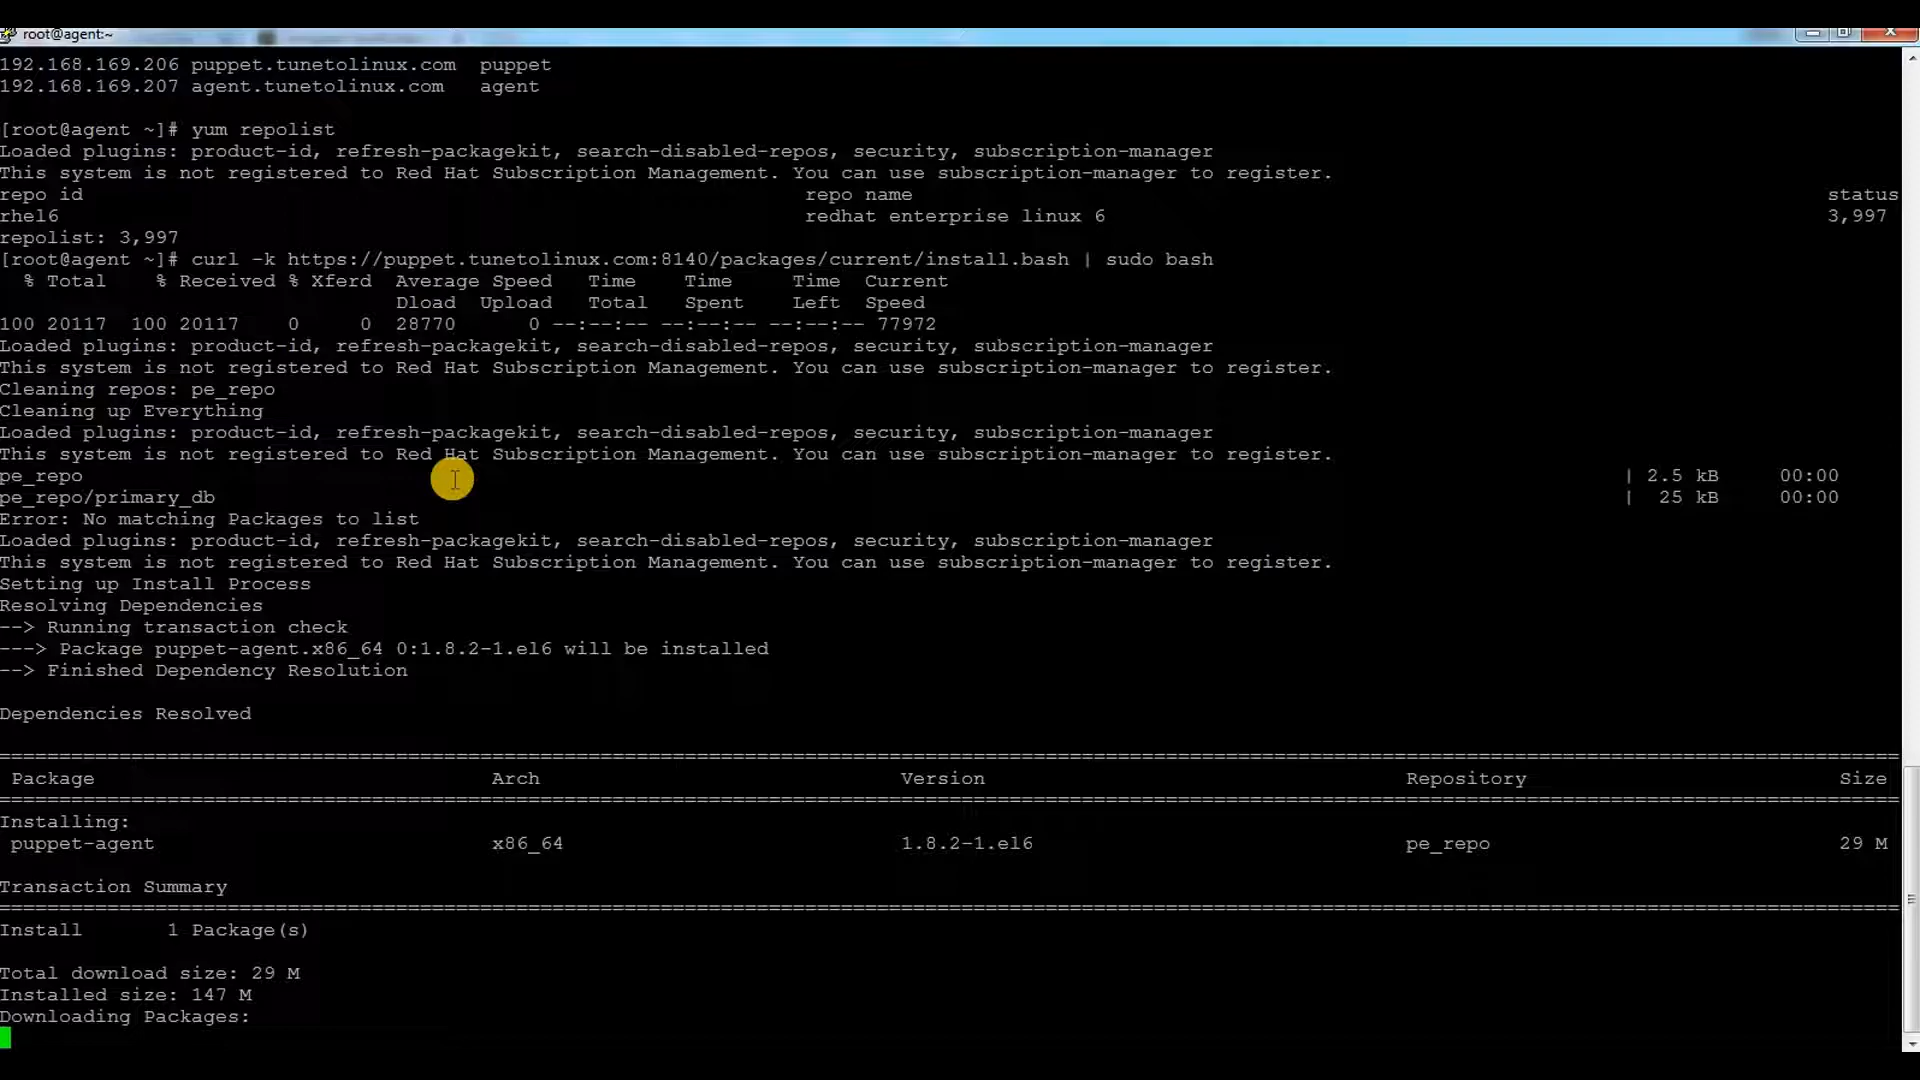 root@agent:~
192.168.169.206 puppet.tunetolinux.com  puppet
192.168.169.207 agent.tunetolinux.com   agent
[root@agent ~]# yum repolist
Loaded plugins: product-id, refresh-packagekit, search-disabled-repos, security, subscription-manager
This system is not registered to Red Hat Subscription Management. You can use subscription-manager to register.
repo id repo name status
rhel6 redhat enterprise linux 6 3,997
repolist: 3,997
[root@agent ~]# curl -k https://puppet.tunetolinux.com:8140/packages/current/install.bash | sudo bash
  % Total    % Received % Xferd  Average Speed   Time    Time     Time  Current
                                 Dload  Upload   Total   Spent    Left  Speed
100 20117  100 20117    0     0  28770      0 --:--:-- --:--:-- --:--:-- 77972
Loaded plugins: product-id, refresh-packagekit, search-disabled-repos, security, subscription-manager
This system is not registered to Red Hat Subscription Management. You can use subscription-manager to register.
Cleaning repos: pe_repo
Cleaning up Everything
Loaded plugins: product-id, refresh-packagekit, search-disabled-repos, security, subscription-manager
This system is not registered to Red Hat Subscription Management. You can use subscription-manager to register.
pe_repo | 2.5 kB     00:00
pe_repo/primary_db |  25 kB     00:00
Error: No matching Packages to list
Loaded plugins: product-id, refresh-packagekit, search-disabled-repos, security, subscription-manager
This system is not registered to Red Hat Subscription Management. You can use subscription-manager to register.
Setting up Install Process
Resolving Dependencies
--> Running transaction check
---> Package puppet-agent.x86_64 0:1.8.2-1.el6 will be installed
--> Finished Dependency Resolution
Dependencies Resolved
================================================================================
 Package Arch Version Repository Size
================================================================================
Installing:
 puppet-agent x86_64 1.8.2-1.el6 pe_repo 29 M
Transaction Summary
================================================================================
Install       1 Package(s)
Total download size: 29 M
Installed size: 147 M
Downloading Packages: